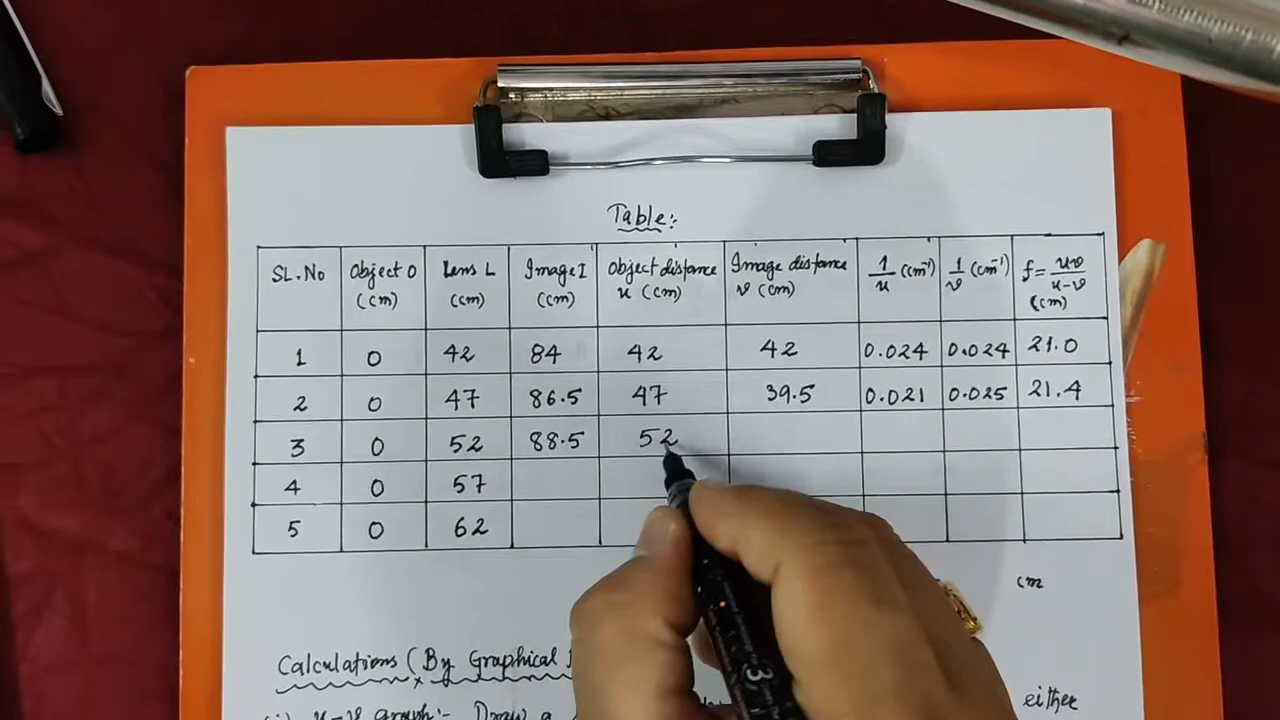 Table:
SL.No Object O (cm) Lens L (cm) Image I (cm) Object distance u (cm) Image distance v (cm) 1/u (cm⁻¹) 1/v (cm⁻¹) f = uv/u-v (cm)
1 0 42 84 42 42 0.024 0.024 21.0
2 0 47 86.5 47 39.5 0.021 0.025 21.4
3 0 52 88.5 52
4 0 57
5 0 62
cm
Calculations (By Graphical
(i) u-v graph:- Draw a either
3